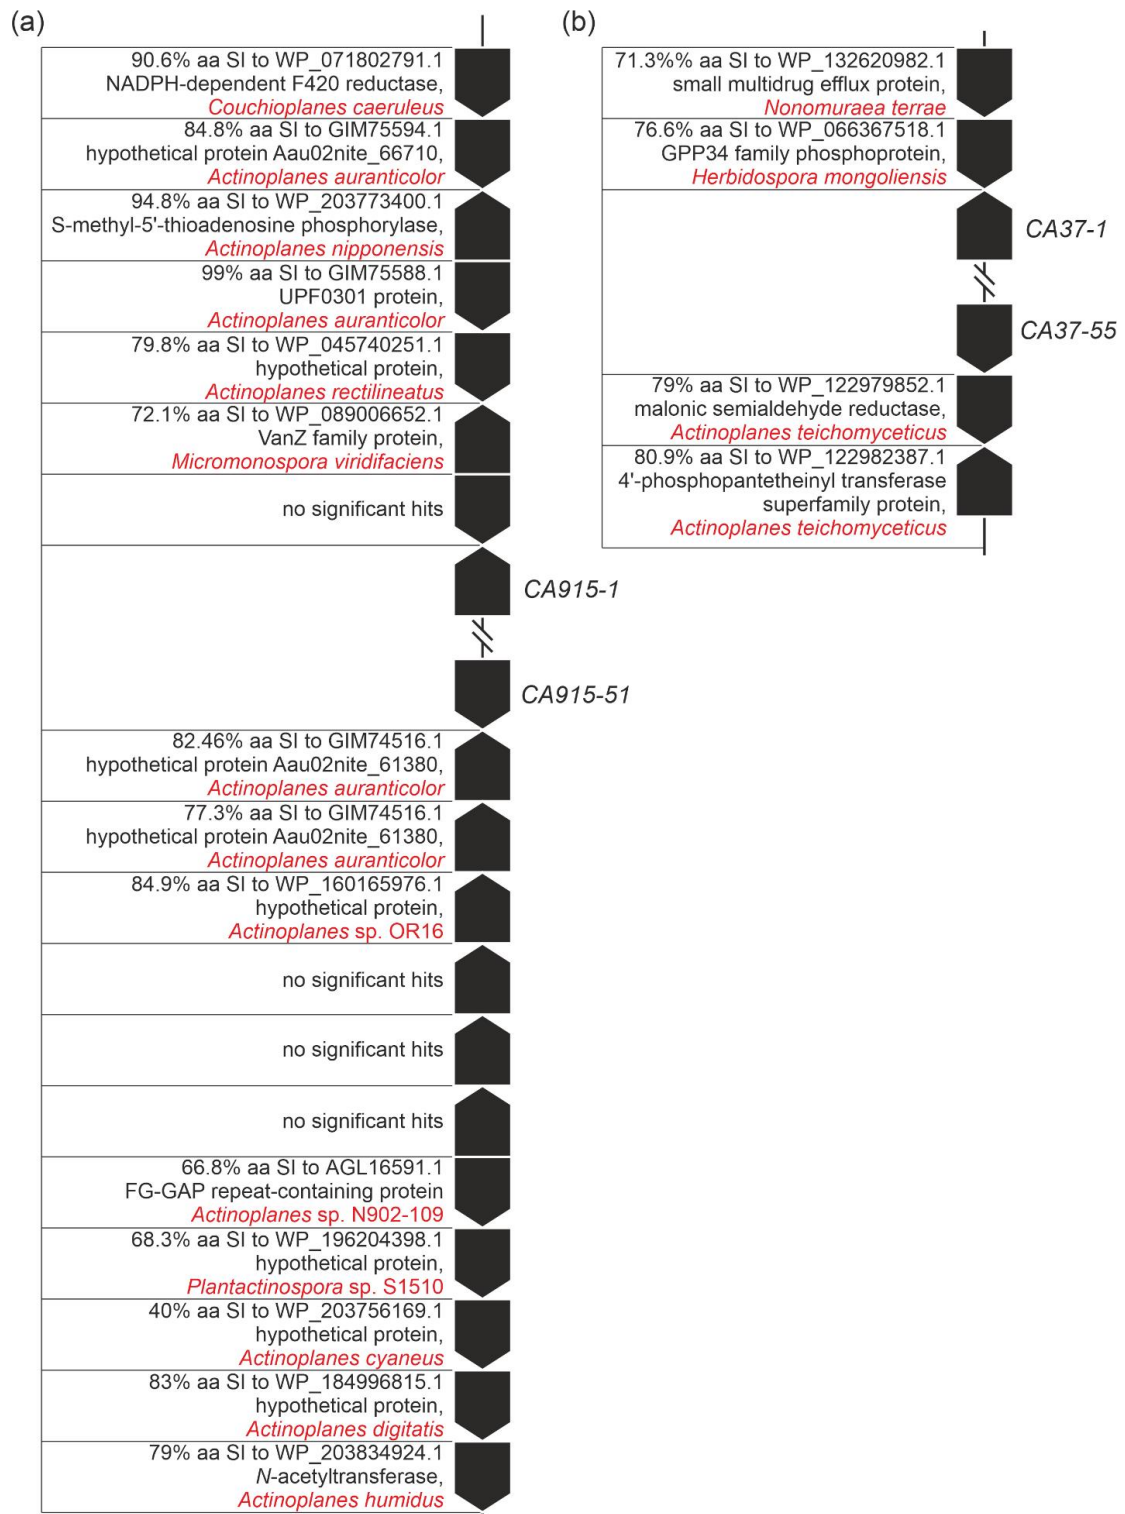 (a)
90.6% aa SI to WP_071802791.1
NADPH-dependent F420 reductase,
Couchioplanes caeruleus
84.8% aa SI to GIM75594.1
hypothetical protein Aau02nite_66710,
Actinoplanes auranticolor
94.8% aa SI to WP_203773400.1
S-methyl-5'-thioadenosine phosphorylase,
Actinoplanes nipponensis
99% aa SI to GIM75588.1
UPF0301 protein,
Actinoplanes auranticolor
79.8% aa SI to WP_045740251.1
hypothetical protein,
Actinoplanes rectilineatus
72.1% aa SI to WP_089006652.1
VanZ family protein,
Micromonospora viridifaciens
no significant hits
CA915-1
CA915-51
82.46% aa SI to GIM74516.1
hypothetical protein Aau02nite_61380,
Actinoplanes auranticolor
77.3% aa SI to GIM74516.1
hypothetical protein Aau02nite_61380,
Actinoplanes auranticolor
84.9% aa SI to WP_160165976.1
hypothetical protein,
Actinoplanes sp. OR16
no significant hits
no significant hits
no significant hits
66.8% aa SI to AGL16591.1
FG-GAP repeat-containing protein
Actinoplanes sp. N902-109
68.3% aa SI to WP_196204398.1
hypothetical protein,
Plantactinospora sp. S1510
40% aa SI to WP_203756169.1
hypothetical protein,
Actinoplanes cyaneus
83% aa SI to WP_184996815.1
hypothetical protein,
Actinoplanes digitatis
79% aa SI to WP_203834924.1
N-acetyltransferase,
Actinoplanes humidus
(b)
71.3%% aa SI to WP_132620982.1
small multidrug efflux protein,
Nonomuraea terrae
76.6% aa SI to WP_066367518.1
GPP34 family phosphoprotein,
Herbidospora mongoliensis
CA37-1
CA37-55
79% aa SI to WP_122979852.1
malonic semialdehyde reductase,
Actinoplanes teichomyceticus
80.9% aa SI to WP_122982387.1
4'-phosphopantetheinyl transferase
superfamily protein,
Actinoplanes teichomyceticus